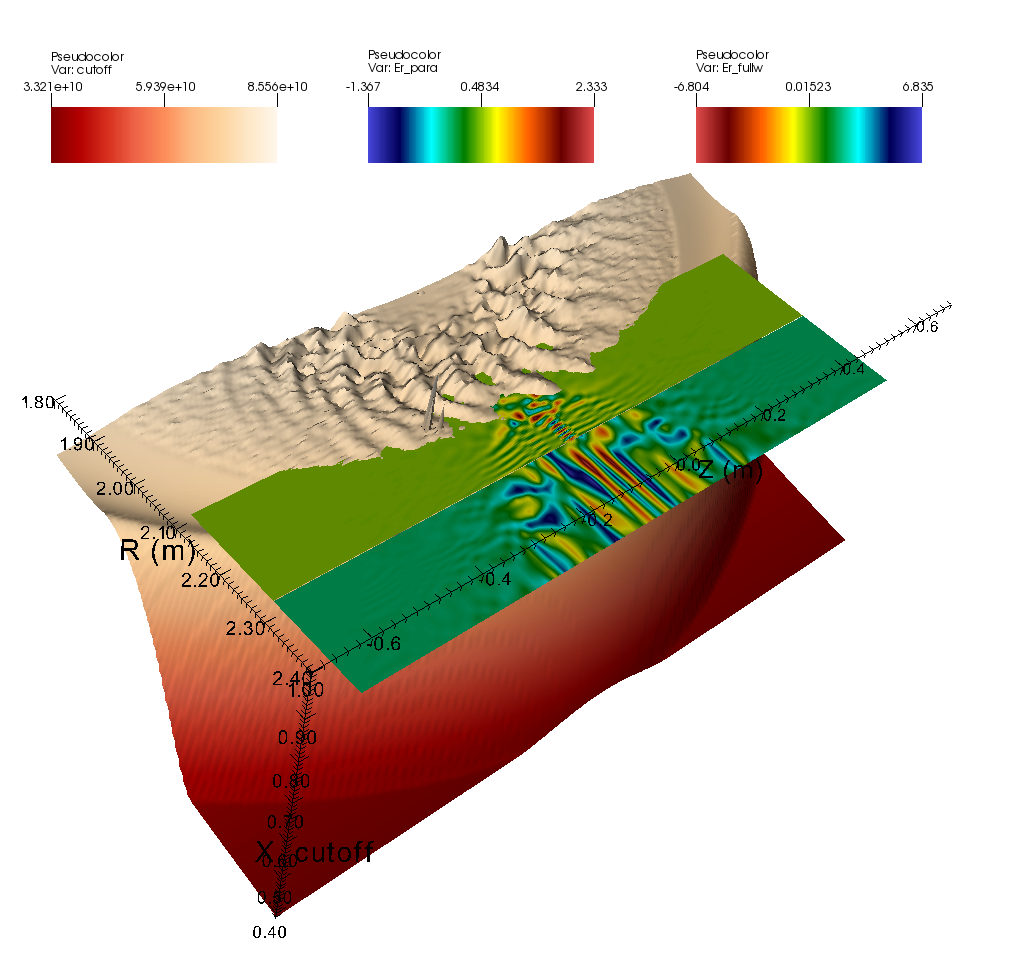 Pseudocolor
Var: cutoff
3.321e+10 5.939e+10 8.556e+10
Pseudocolor
Var: Er_para
-1.367 0.4834 2.333
Pseudocolor
Var: Er_fullw
-6.804 0.01523 6.835
1.80
1.90
2.00
2.10
R (m)
2.20
2.30
2.40
0.6
0.4
0.2
0.0
Z (m)
-0.2
-0.4
-0.6
1.00
0.90
0.80
0.70
X_cutoff
0.50
0.40